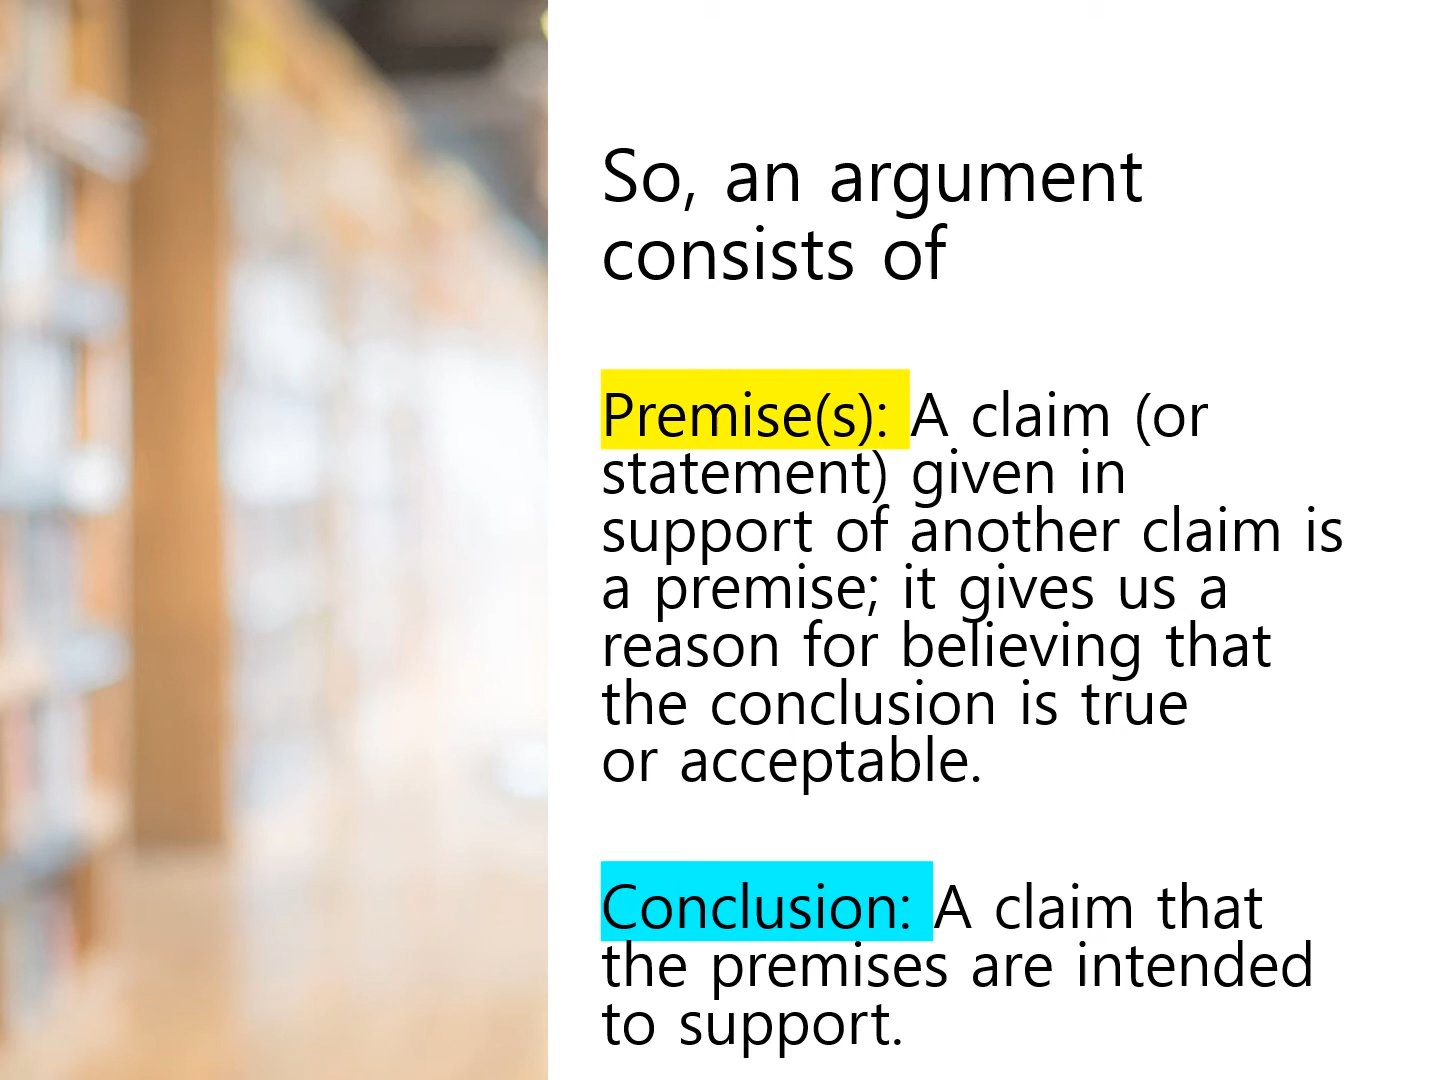 So, an argument
consists of
Premise(s): A claim (or
statement) given in
support of another claim is
a premise; it gives us a
reason for believing that
the conclusion is true
or acceptable.
Conclusion: A claim that
the premises are intended
to support.